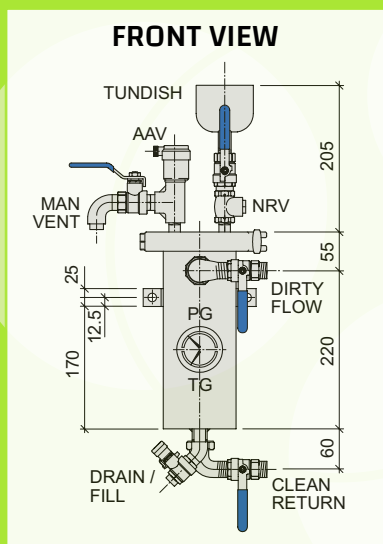 FRONT VIEW
TUNDISH
AAV
205
MAN
VENT
NRV
55
25
DIRTY
FLOW
12.5
PG
170
220
TG
60
DRAIN /
FILL
CLEAN
RETURN